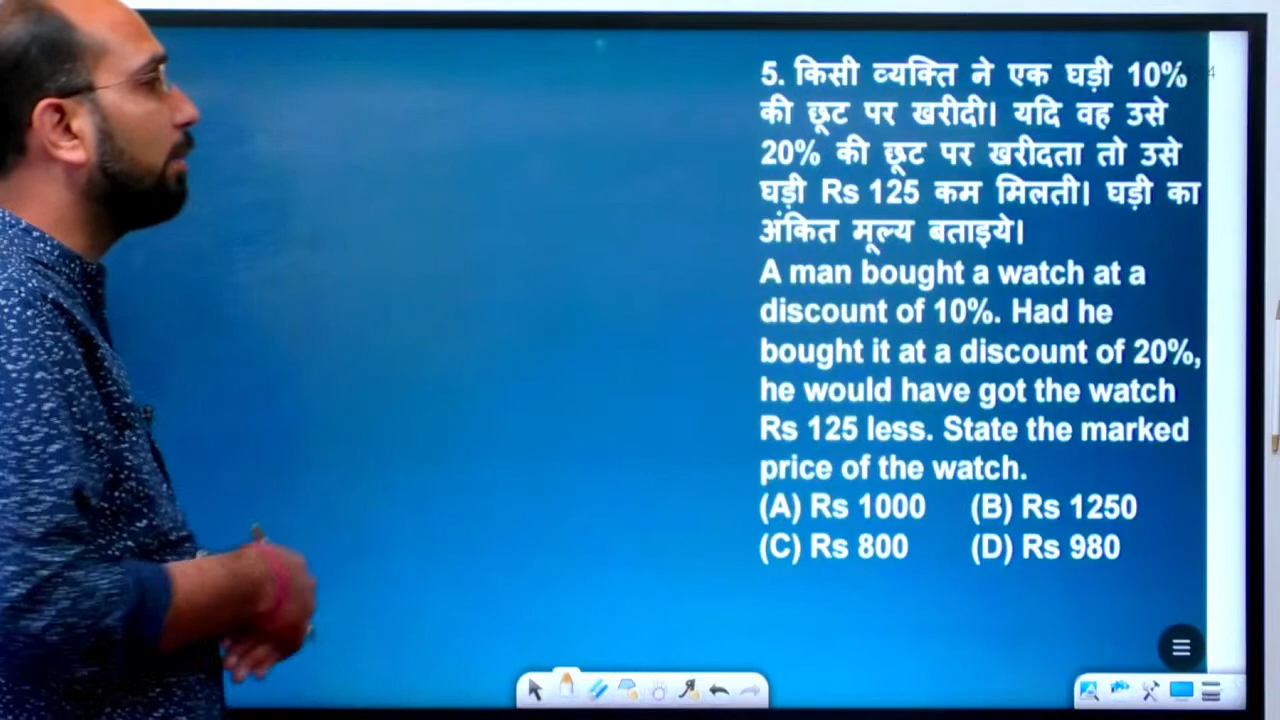 5. किसी व्यक्ति ने एक घड़ी 10%
की छूट पर खरीदी। यदि वह उसे
20% की छूट पर खरीदता तो उसे
घड़ी Rs 125 कम मिलती। घड़ी का
अंकित मूल्य बताइये।
A man bought a watch at a
discount of 10%. Had he
bought it at a discount of 20%,
he would have got the watch
Rs 125 less. State the marked
price of the watch.
(A) Rs 1000 (B) Rs 1250
(C) Rs 800 (D) Rs 980